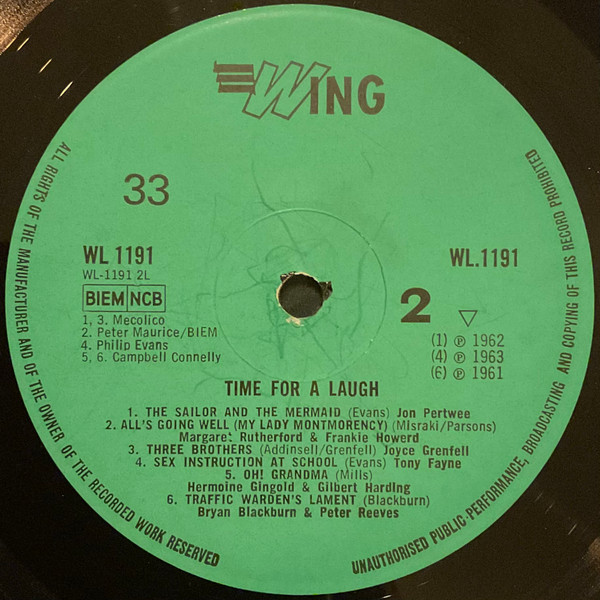 WING
33
WL 1191
WL-1191 2L
BIEM NCB
1, 3. Mecolico
2. Peter Maurice/BIEM
4. Philip Evans
5, 6. Campbell Connelly
WL.1191
2
(1) ℗ 1962
(4) ℗ 1963
(6) ℗ 1961
TIME FOR A LAUGH
1. THE SAILOR AND THE MERMAID (Evans) Jon Pertwee
2. ALL'S GOING WELL (MY LADY MONTMORENCY) (Misraki/Parsons)
Margaret Rutherford & Frankie Howerd
3. THREE BROTHERS (Addinsell/Grenfell) Joyce Grenfell
4. SEX INSTRUCTION AT SCHOOL (Evans) Tony Fayne
5. OH! GRANDMA (Mills)
Hermoine Gingold & Gilbert Harding
6. TRAFFIC WARDEN'S LAMENT (Blackburn)
Bryan Blackburn & Peter Reeves
ALL RIGHTS OF THE MANUFACTURER AND OF THE OWNER OF THE RECORDED WORK RESERVED
UNAUTHORISED PUBLIC PERFORMANCE, BROADCASTING AND COPYING OF THIS RECORD PROHIBITED